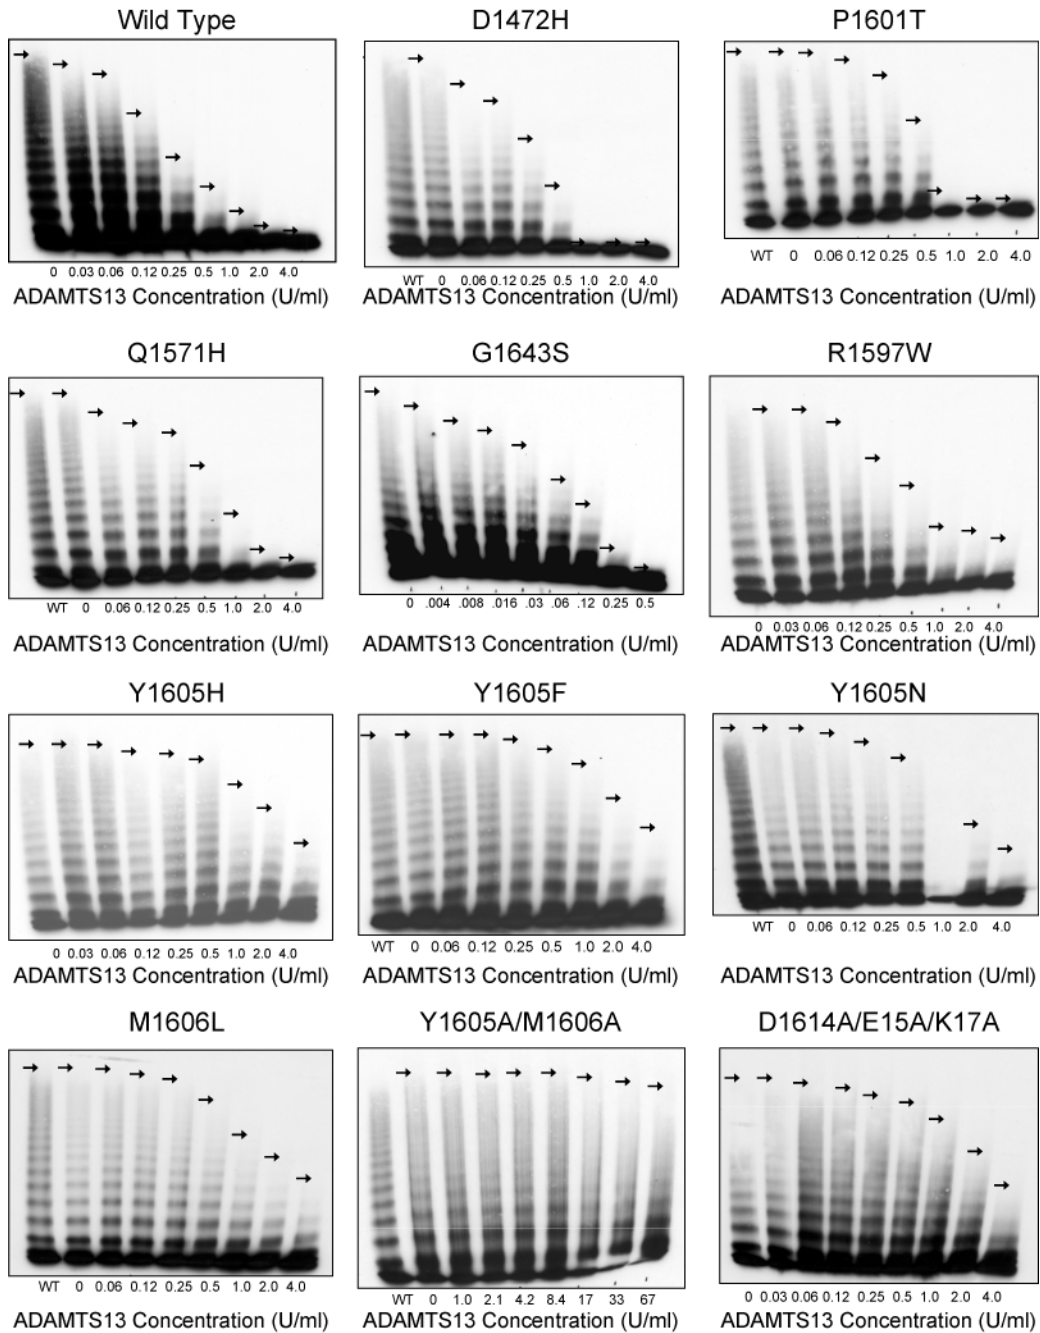 Wild Type
D1472H
P1601T
0 0.03 0.06 0.12 0.25 0.5 1.0 2.0 4.0
WT 0 0.06 0.12 0.25 0.5 1.0 2.0 4.0
WT 0 0.06 0.12 0.25 0.5 1.0 2.0 4.0
ADAMTS13 Concentration (U/ml)
ADAMTS13 Concentration (U/ml)
ADAMTS13 Concentration (U/ml)
Q1571H
G1643S
R1597W
WT 0 0.06 0.12 0.25 0.5 1.0 2.0 4.0
0 .004 .008 .016 .03 .06 .12 0.25 0.5
0 0.03 0.06 0.12 0.25 0.5 1.0 2.0 4.0
ADAMTS13 Concentration (U/ml)
ADAMTS13 Concentration (U/ml)
ADAMTS13 Concentration (U/ml)
Y1605H
Y1605F
Y1605N
0 0.03 0.06 0.12 0.25 0.5 1.0 2.0 4.0
WT 0 0.06 0.12 0.25 0.5 1.0 2.0 4.0
WT 0 0.06 0.12 0.25 0.5 1.0 2.0 4.0
ADAMTS13 Concentration (U/ml)
ADAMTS13 Concentration (U/ml)
ADAMTS13 Concentration (U/ml)
M1606L
Y1605A/M1606A
D1614A/E15A/K17A
WT 0 0.06 0.12 0.25 0.5 1.0 2.0 4.0
WT 0 1.0 2.1 4.2 8.4 17 33 67
0 0.03 0.06 0.12 0.25 0.5 1.0 2.0 4.0
ADAMTS13 Concentration (U/ml)
ADAMTS13 Concentration (U/ml)
ADAMTS13 Concentration (U/ml)